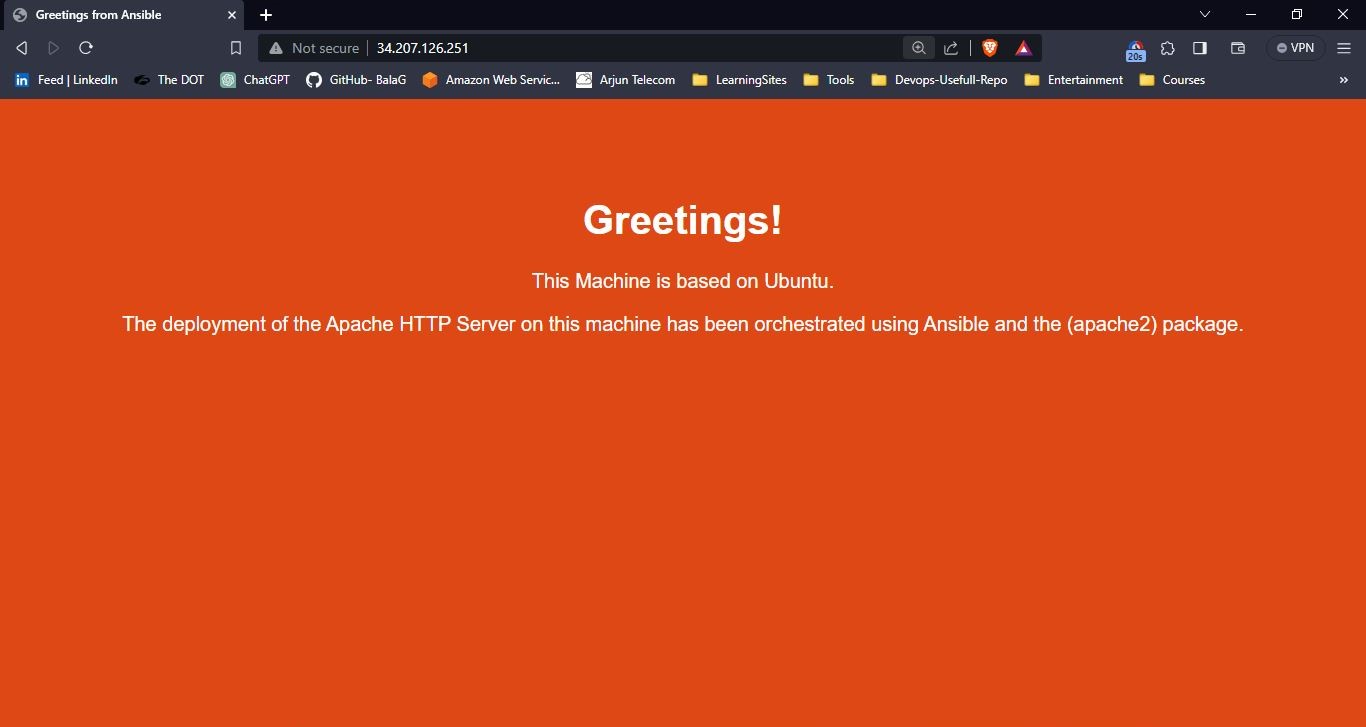 Greetings from Ansible
Not secure 34.207.126.251
20s
VPN
Feed | LinkedIn The DOT ChatGPT GitHub- BalaG Amazon Web Servic... Arjun Telecom LearningSites Tools Devops-Usefull-Repo Entertainment Courses
Greetings!
This Machine is based on Ubuntu.
The deployment of the Apache HTTP Server on this machine has been orchestrated using Ansible and the (apache2) package.